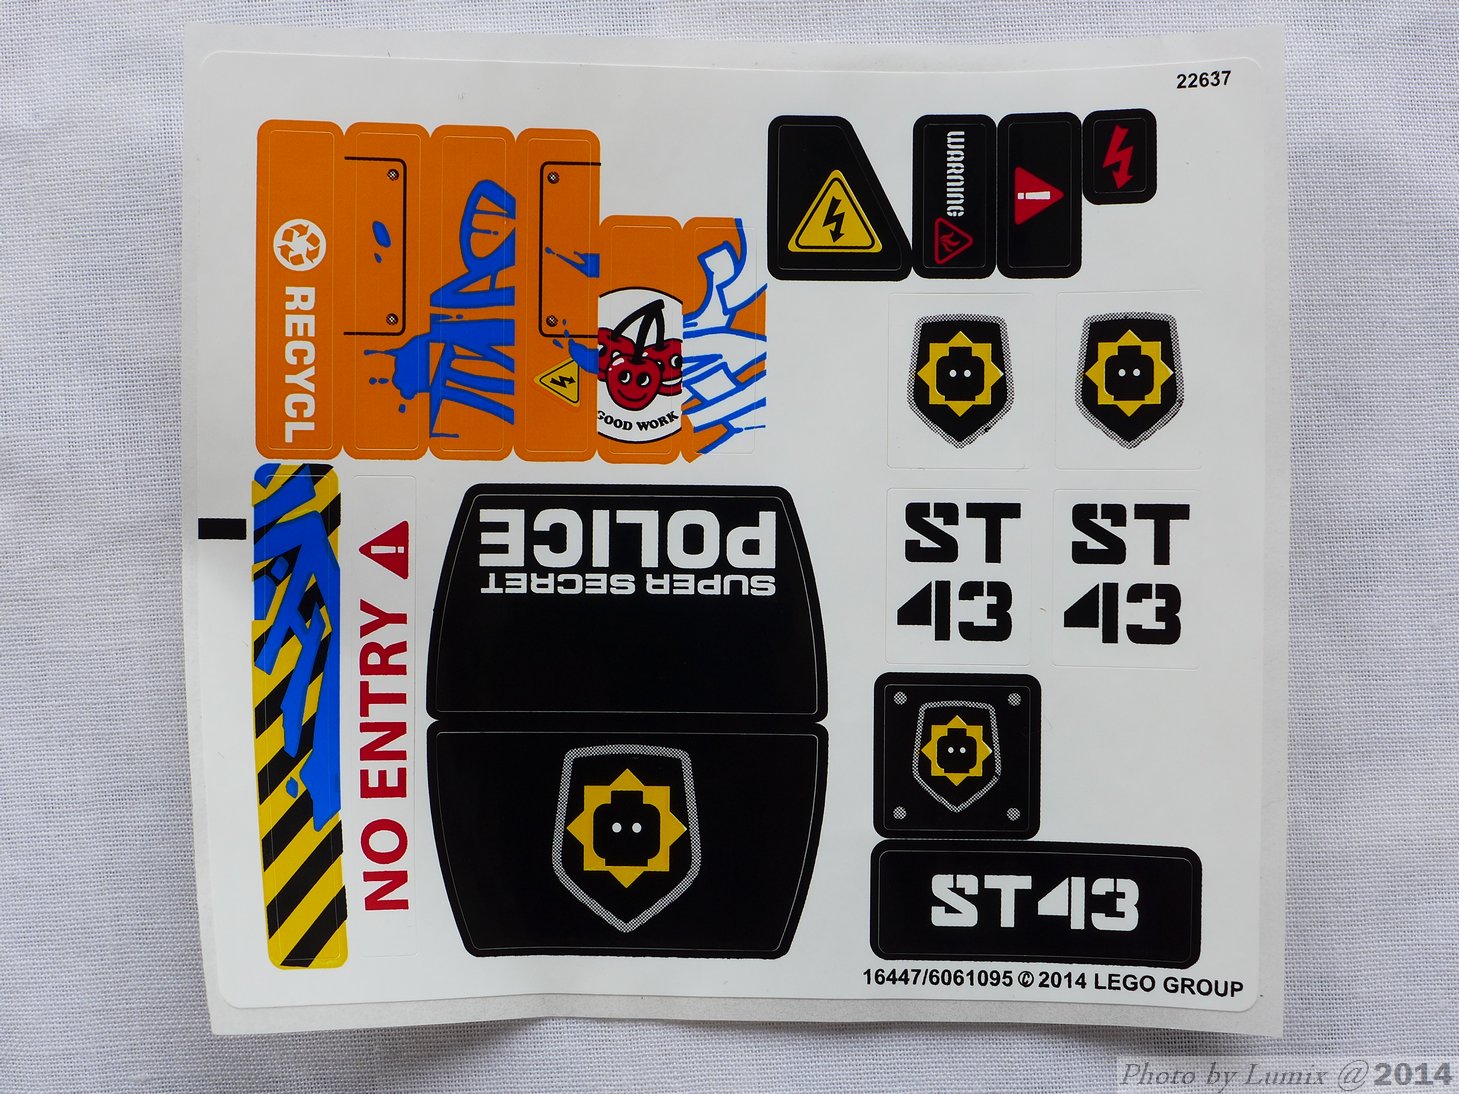 22637
WARNING
RECYCL
GOOD WORK
NO ENTRY
SUPER SECRET
POLICE
ST
43
ST
43
ST43
16447/6061095 © 2014 LEGO GROUP
Photo by Lumix @ 2014